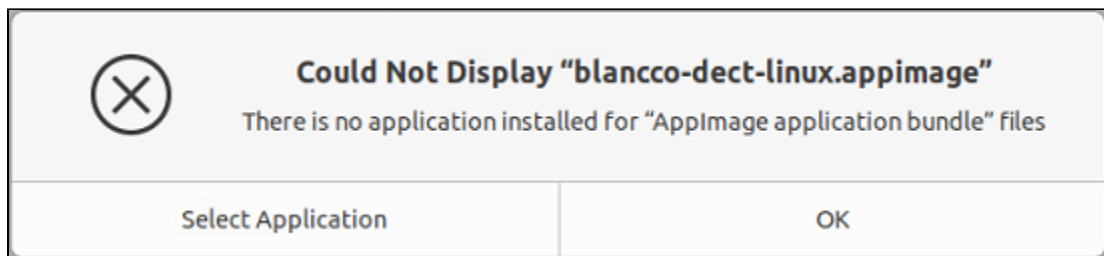 Could Not Display “blancco-dect-linux.appimage”
There is no application installed for “AppImage application bundle” files
Select Application
OK